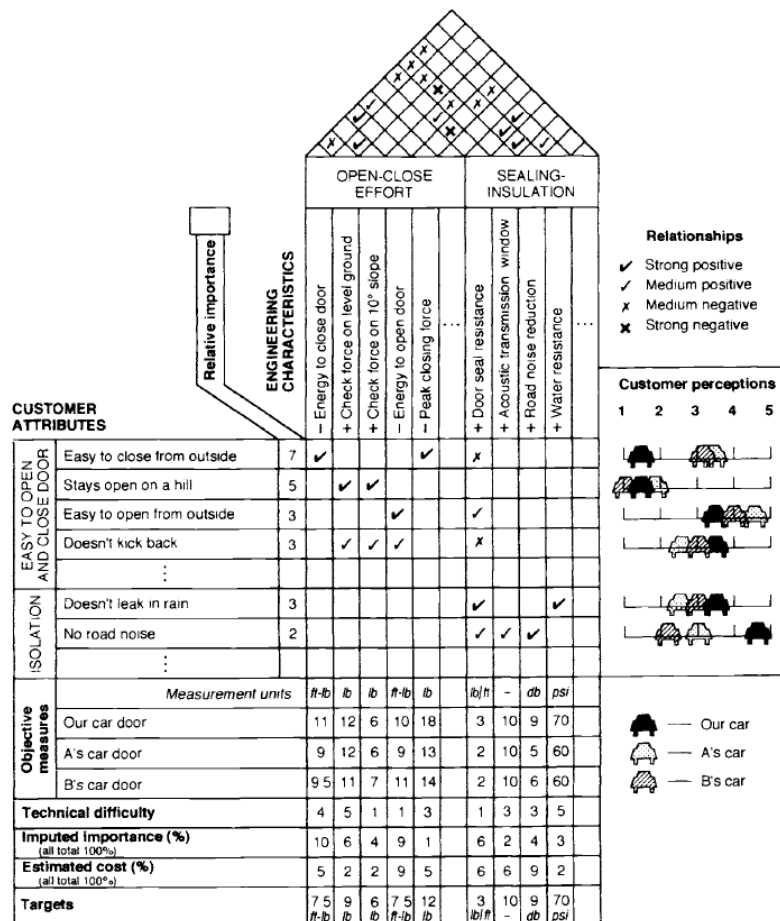 OPEN-CLOSE
EFFORT
SEALING-
INSULATION
Relative importance
ENGINEERING
CHARACTERISTICS
– Energy to close door
+ Check force on level ground
+ Check force on 10° slope
– Energy to open door
– Peak closing force
...
+ Door seal resistance
+ Acoustic transmission window
+ Road noise reduction
+ Water resistance
...
Relationships
✓ Strong positive
✓ Medium positive
✗ Medium negative
✖ Strong negative
Customer perceptions
1 2 3 4 5
CUSTOMER
ATTRIBUTES
EASY TO OPEN
AND CLOSE DOOR
Easy to close from outside 7 ✓ ✓ ✗
Stays open on a hill 5 ✓ ✓
Easy to open from outside 3 ✓ ✓
Doesn't kick back 3 ✓ ✓ ✓ ✗
⋮
ISOLATION
Doesn't leak in rain 3 ✓ ✓
No road noise 2 ✓ ✓ ✓
⋮
Objective
measures
Measurement units ft-lb lb lb ft-lb lb lb/ft – db psi
Our car door 11 12 6 10 18 3 10 9 70
A's car door 9 12 6 9 13 2 10 5 60
B's car door 9 5 11 7 11 14 2 10 6 60
Our car
A's car
B's car
Technical difficulty 4 5 1 1 3 1 3 3 5
Imputed importance (%) 10 6 4 9 1 6 2 4 3
(all total 100%)
Estimated cost (%) 5 2 2 9 5 6 6 9 2
(all total 100%)
Targets 7 5 9 6 7 5 12 3 10 9 70
ft-lb lb lb ft-lb lb lb/ft – db psi